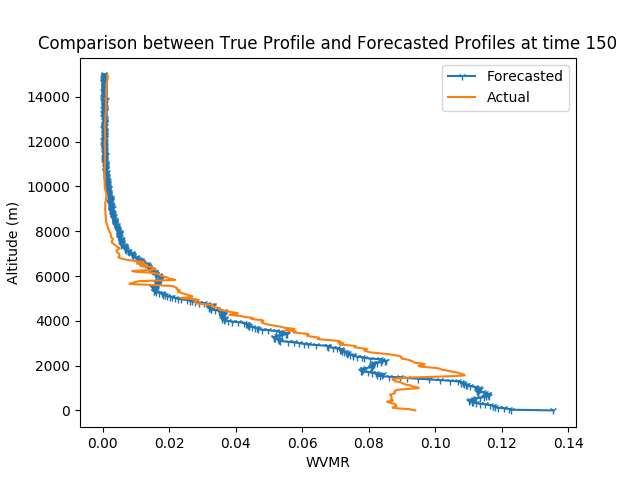 Comparison between True Profile and Forecasted Profiles at time 150
Forecasted
Actual
14000
12000
10000
8000
6000
4000
2000
0
Altitude (m)
0.00 0.02 0.04 0.06 0.08 0.10 0.12 0.14
WVMR